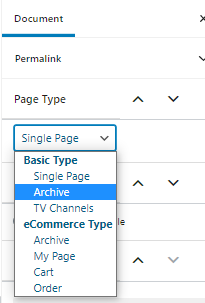 Document
Permalink
Page Type
Single Page
Basic Type
Single Page
Archive
TV Channels
eCommerce Type
Archive
My Page
Cart
Order